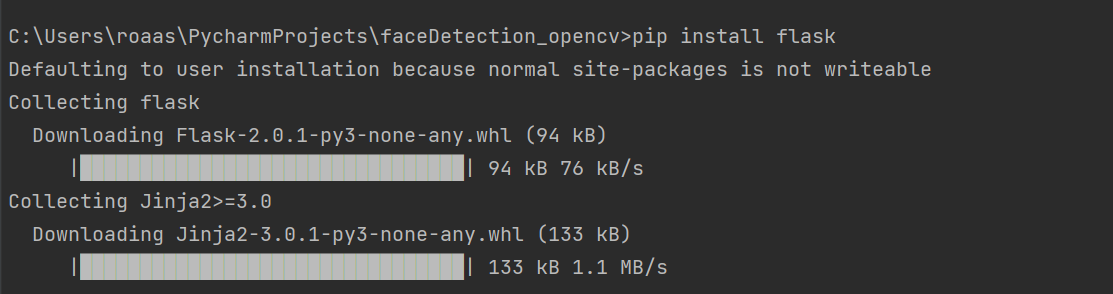 C:\Users\roaas\PycharmProjects\faceDetection_opencv>pip install flask
Defaulting to user installation because normal site-packages is not writeable
Collecting flask
  Downloading Flask-2.0.1-py3-none-any.whl (94 kB)
     |████████████████████████████████| 94 kB 76 kB/s
Collecting Jinja2>=3.0
  Downloading Jinja2-3.0.1-py3-none-any.whl (133 kB)
     |████████████████████████████████| 133 kB 1.1 MB/s